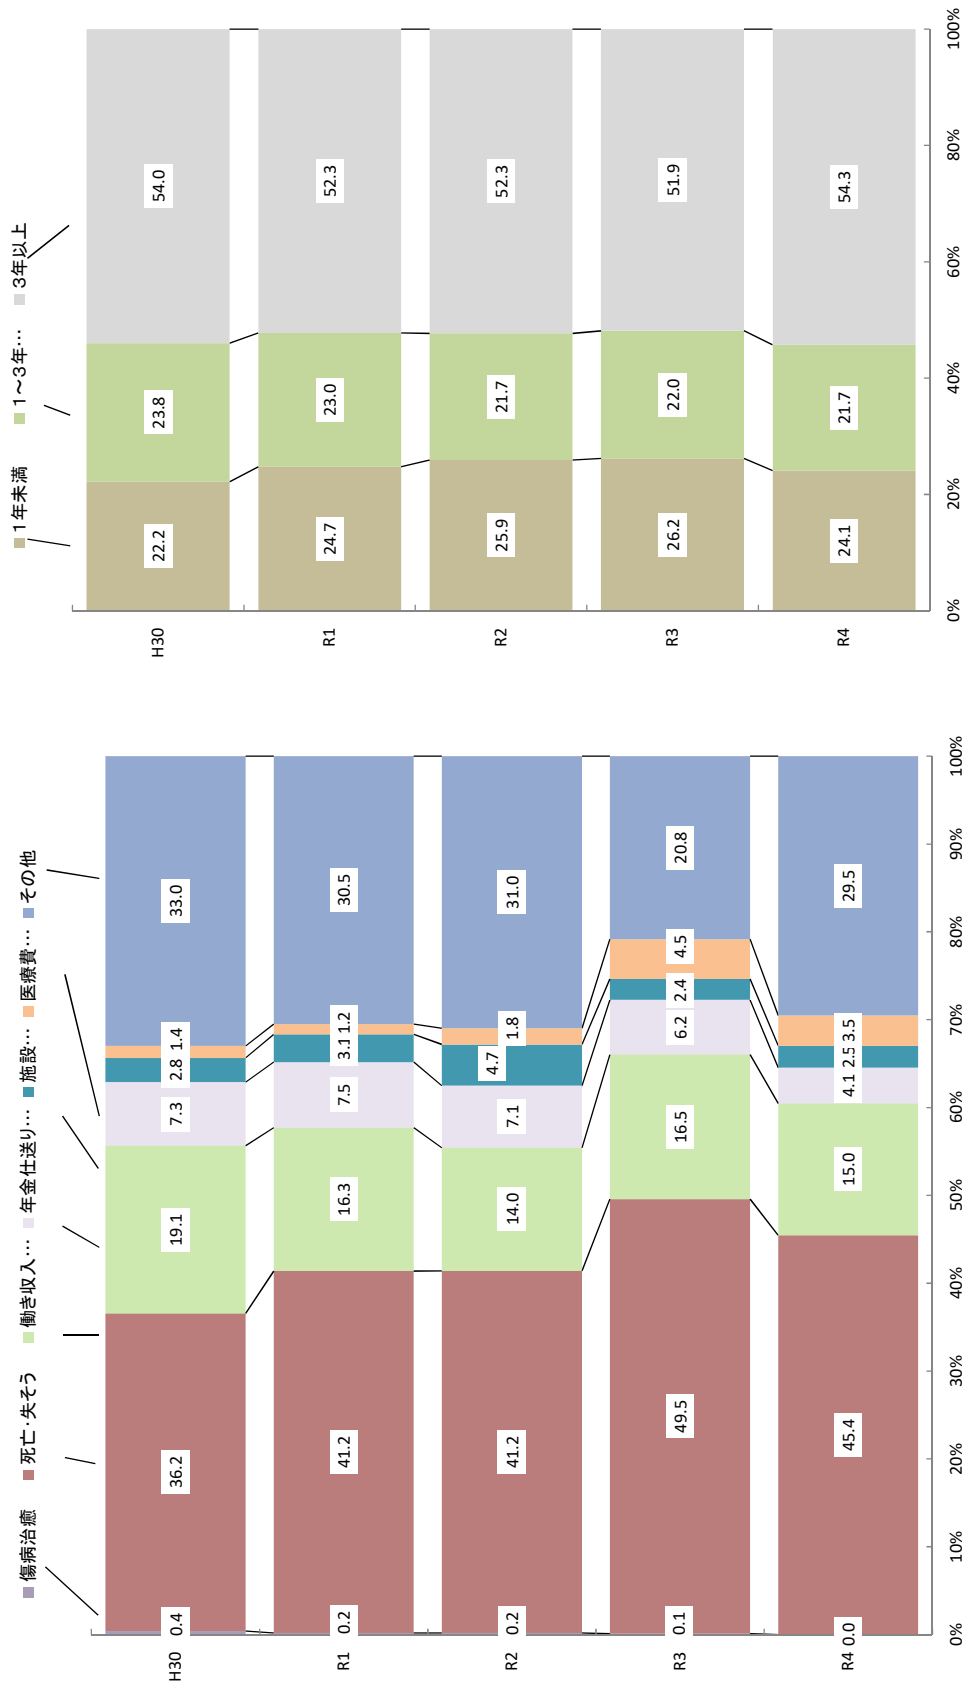 傷病治癒 死亡・失そう 働き収入… 年金仕送り… 施設… 医療費… その他
H30 0.4 36.2 19.1 7.3 2.8 1.4 33.0
R1 0.2 41.2 16.3 7.5 3.1 1.2 30.5
R2 0.2 41.2 14.0 7.1 4.7 1.8 31.0
R3 0.1 49.5 16.5 6.2 2.4 4.5 20.8
R4 0.0 45.4 15.0 4.1 2.5 3.5 29.5
0% 10% 20% 30% 40% 50% 60% 70% 80% 90% 100%
1年未満 1～3年… 3年以上
H30 22.2 23.8 54.0
R1 24.7 23.0 52.3
R2 25.9 21.7 52.3
R3 26.2 22.0 51.9
R4 24.1 21.7 54.3
0% 20% 40% 60% 80% 100%